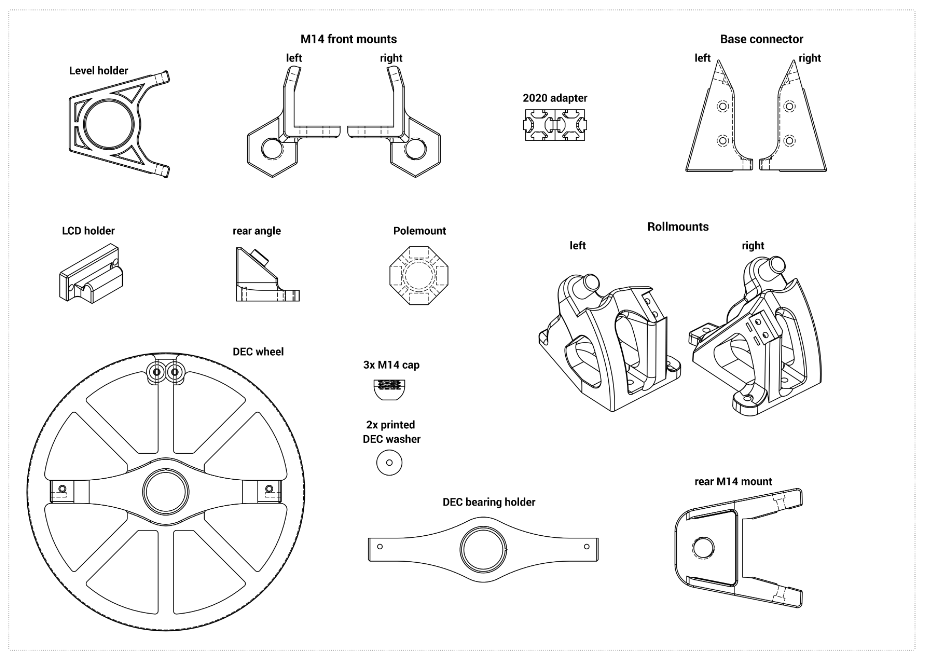 M14 front mounts
Base connector
left
right
left
right
Level holder
2020 adapter
LCD holder
rear angle
Polemount
Rollmounts
left
right
DEC wheel
3x M14 cap
2x printed
DEC washer
rear M14 mount
DEC bearing holder